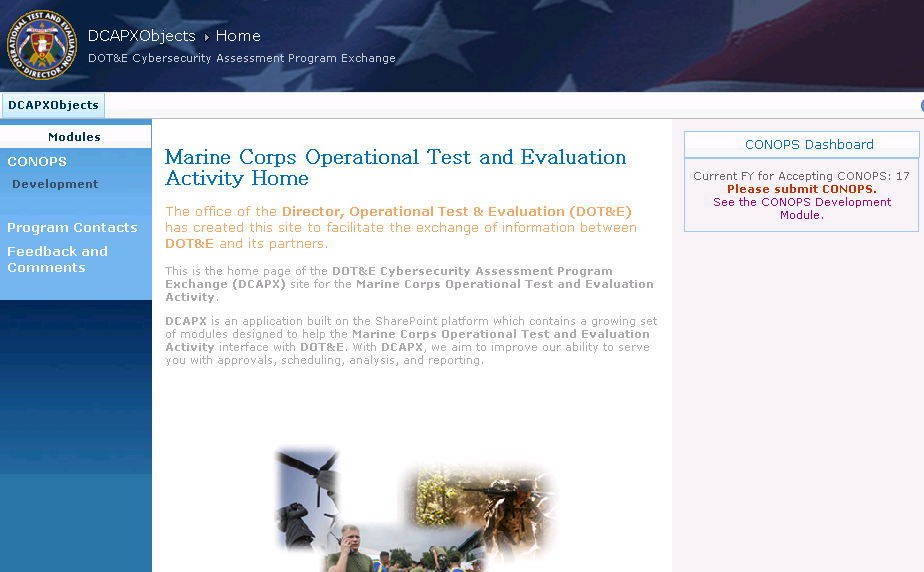 OPERATIONAL TEST AND EVALUATION
DIRECTOR
DCAPXObjects Home
DOT&E Cybersecurity Assessment Program Exchange
DCAPXObjects
Modules
CONOPS
Development
Program Contacts
Feedback and
Comments
Marine Corps Operational Test and Evaluation
Activity Home
The office of the Director, Operational Test & Evaluation (DOT&E)
has created this site to facilitate the exchange of information between
DOT&E and its partners.
This is the home page of the DOT&E Cybersecurity Assessment Program
Exchange (DCAPX) site for the Marine Corps Operational Test and Evaluation
Activity.
DCAPX is an application built on the SharePoint platform which contains a growing set
of modules designed to help the Marine Corps Operational Test and Evaluation
Activity interface with DOT&E. With DCAPX, we aim to improve our ability to serve
you with approvals, scheduling, analysis, and reporting.
CONOPS Dashboard
Current FY for Accepting CONOPS: 17
Please submit CONOPS.
See the CONOPS Development
Module.